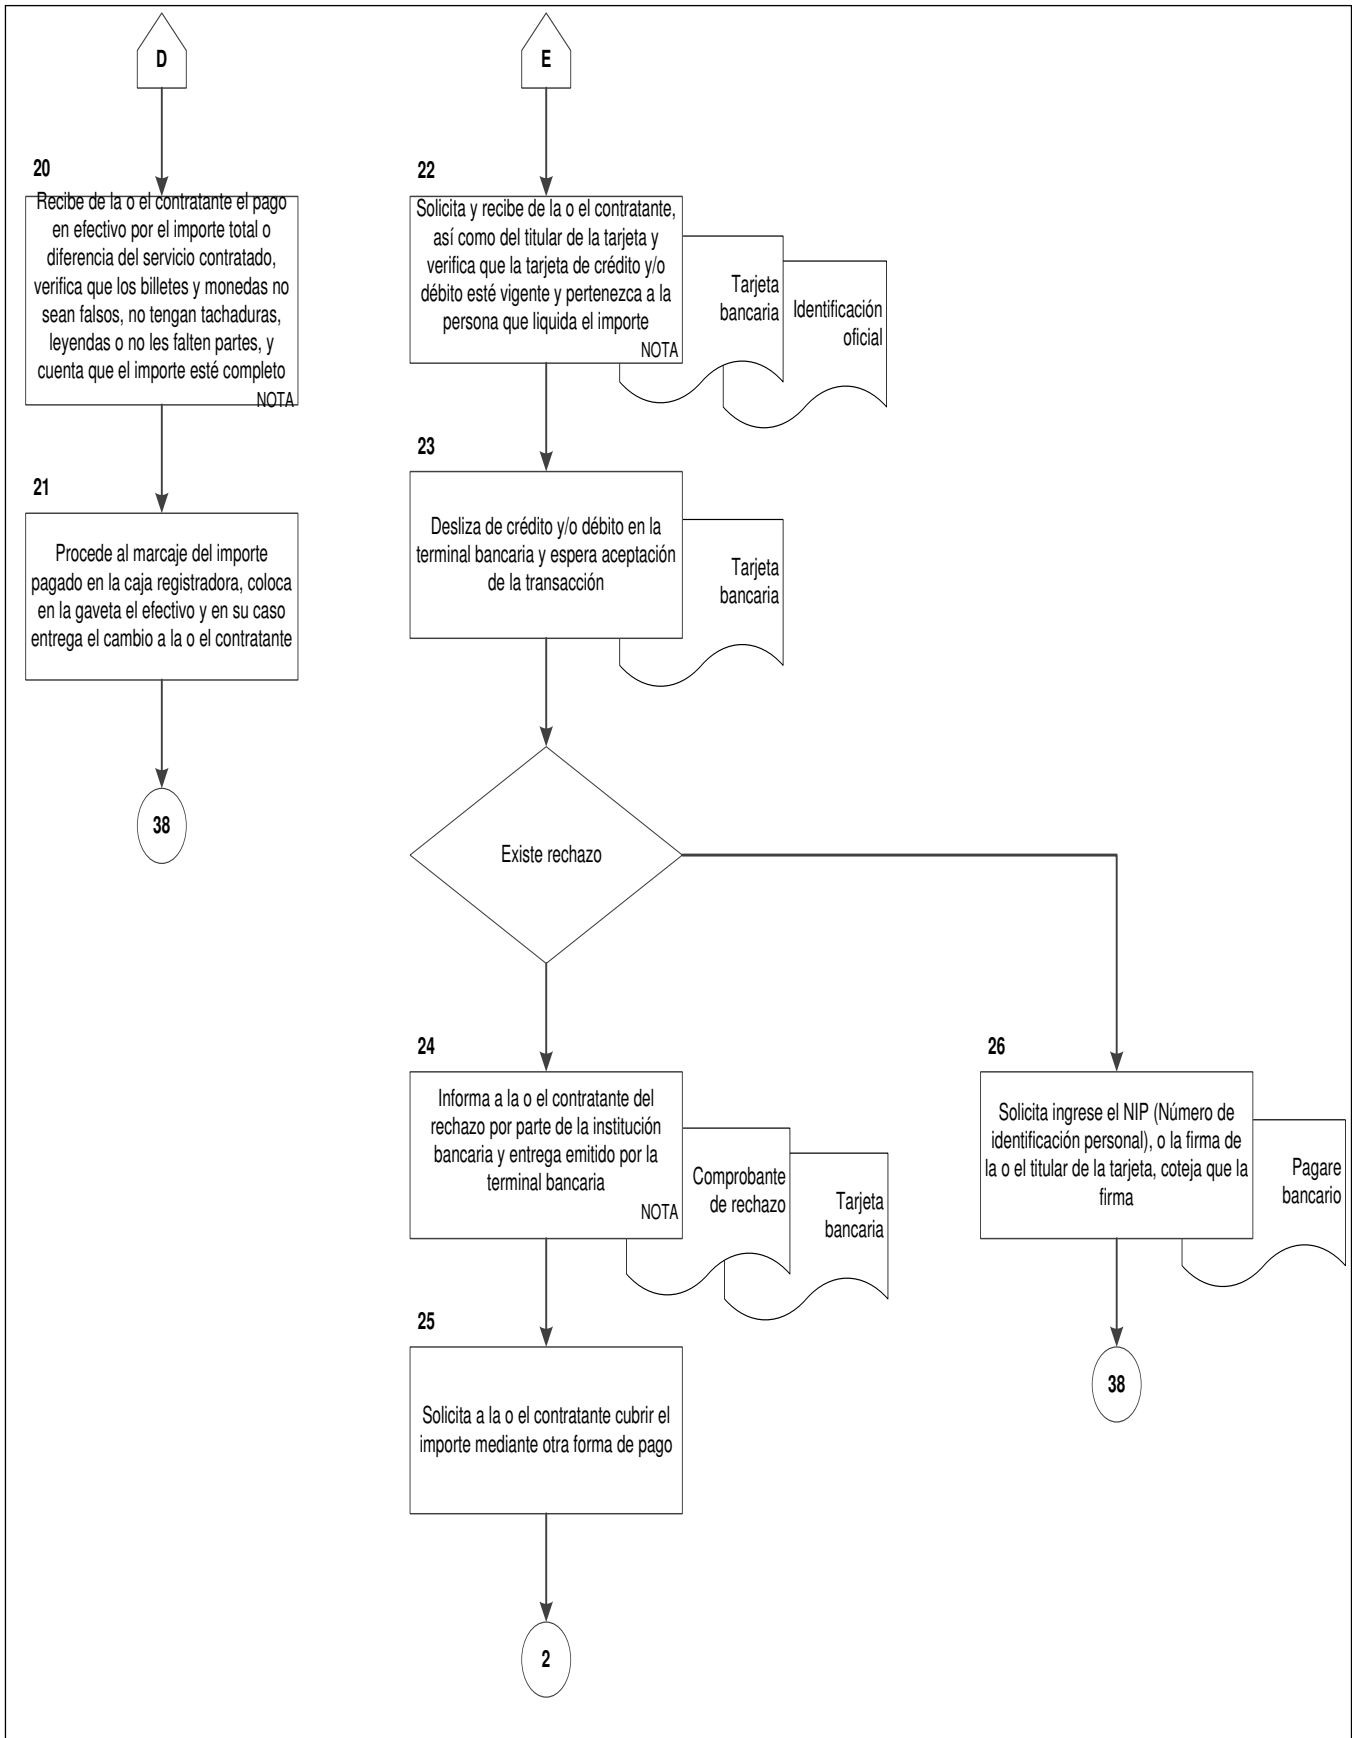 D
20
Recibe de la o el contratante el pago
en efectivo por el importe total o
diferencia del servicio contratado,
verifica que los billetes y monedas no
sean falsos, no tengan tachaduras,
leyendas o no les falten partes, y
cuenta que el importe esté completo
NOTA
21
Procede al marcaje del importe
pagado en la caja registradora, coloca
en la gaveta el efectivo y en su caso
entrega el cambio a la o el contratante
38
E
22
Solicita y recibe de la o el contratante,
así como del titular de la tarjeta y
verifica que la tarjeta de crédito y/o
débito esté vigente y pertenezca a la
persona que liquida el importe
NOTA
Tarjeta
bancaria
Identificación
oficial
23
Desliza de crédito y/o débito en la
terminal bancaria y espera aceptación
de la transacción
Tarjeta
bancaria
Existe rechazo
24
Informa a la o el contratante del
rechazo por parte de la institución
bancaria y entrega emitido por la
terminal bancaria
NOTA
Comprobante
de rechazo
Tarjeta
bancaria
25
Solicita a la o el contratante cubrir el
importe mediante otra forma de pago
2
26
Solicita ingrese el NIP (Número de
identificación personal), o la firma de
la o el titular de la tarjeta, coteja que la
firma
Pagare
bancario
38